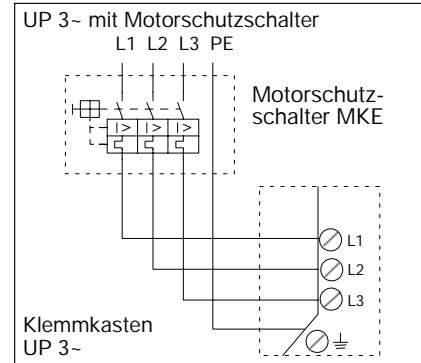 UP 3~ mit Motorschutzschalter
L1 L2 L3 PE
Motorschutz-
schalter MKE
I> I> I>
L1
L2
L3
Klemmkasten
UP 3~